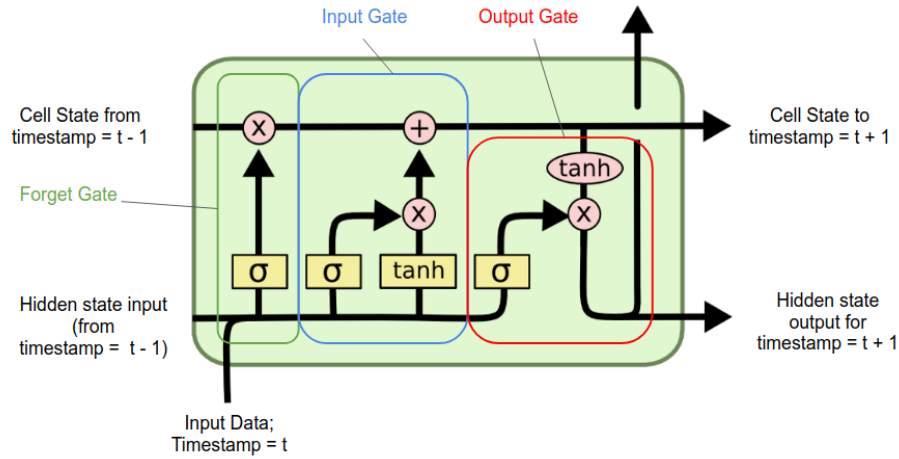 Input Gate
Output Gate
Cell State from
timestamp = t - 1
x
+
Cell State to
timestamp = t + 1
tanh
Forget Gate
x
x
σ
σ
tanh
σ
Hidden state input
(from
timestamp =  t - 1)
Hidden state
output for
timestamp = t + 1
Input Data;
Timestamp = t